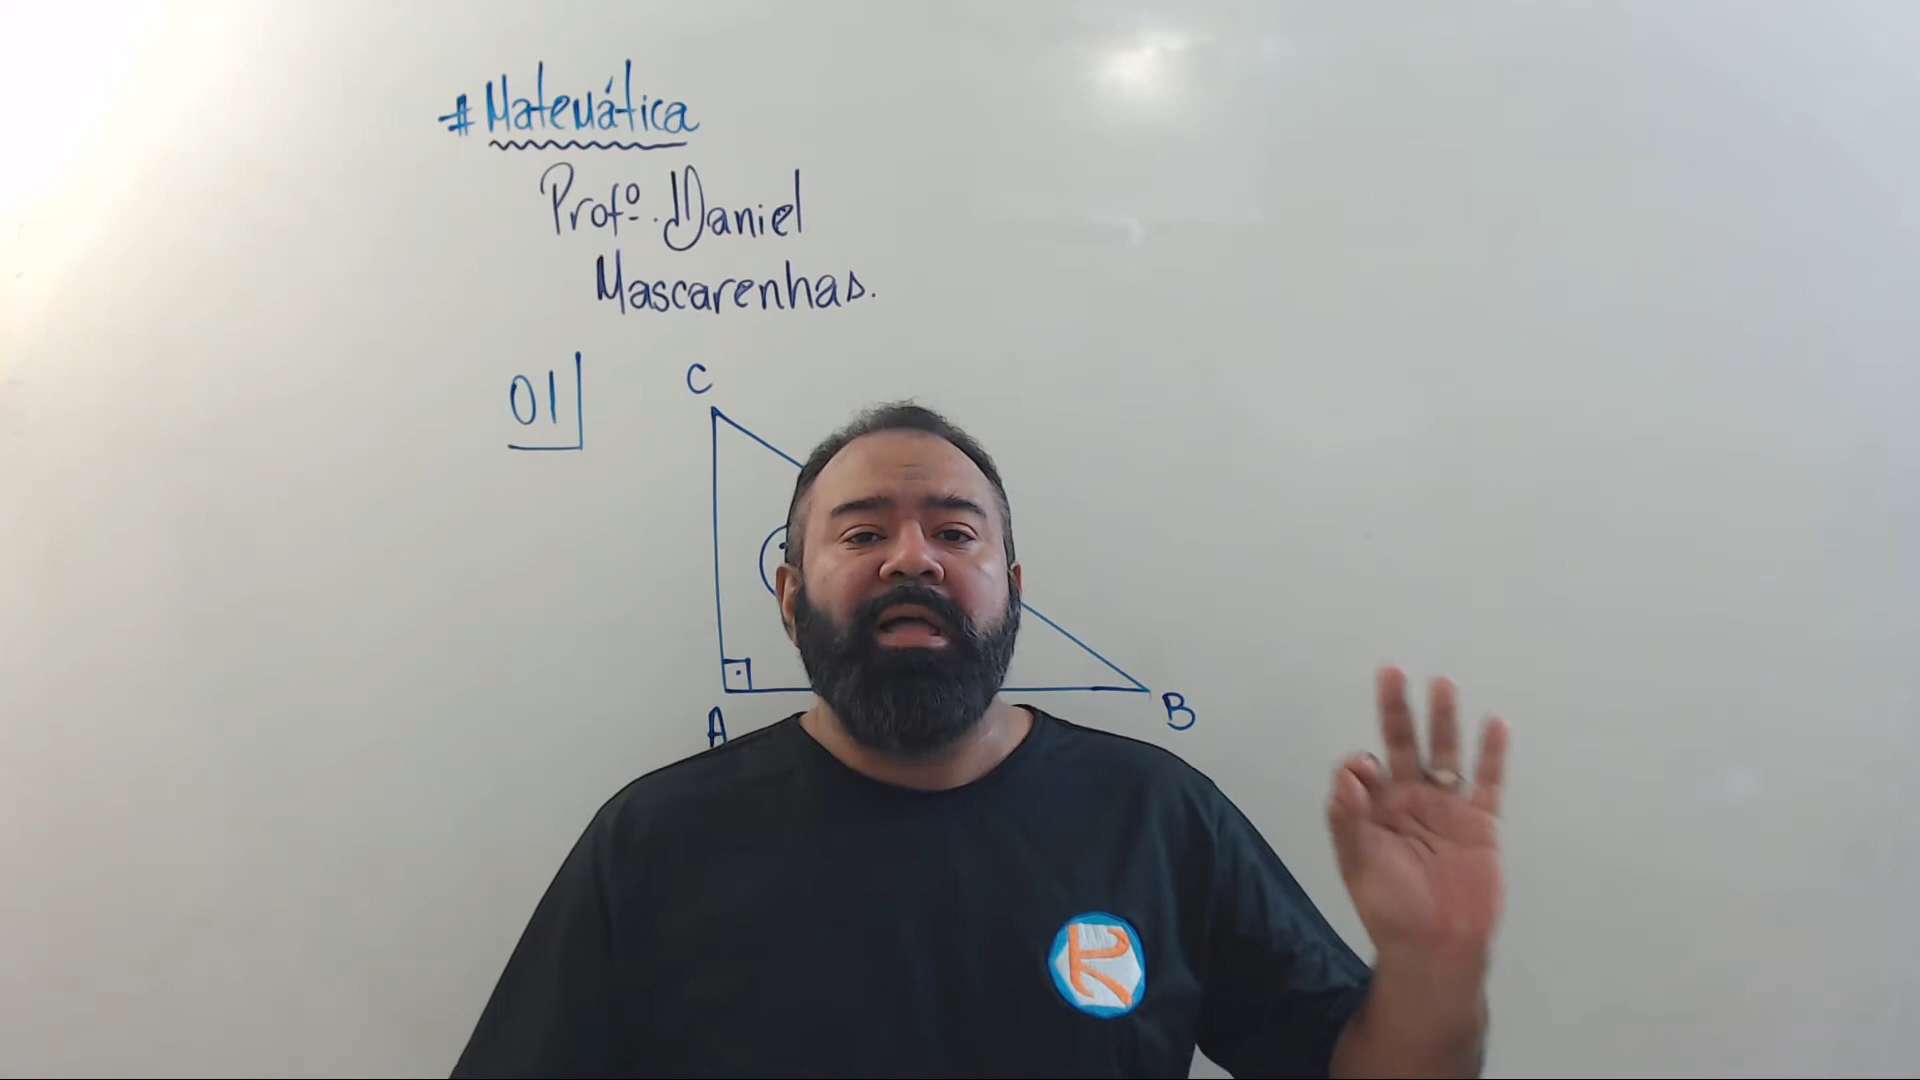 # Matemática
Profº. Daniel
Mascarenhas.
01
C
A
B
R